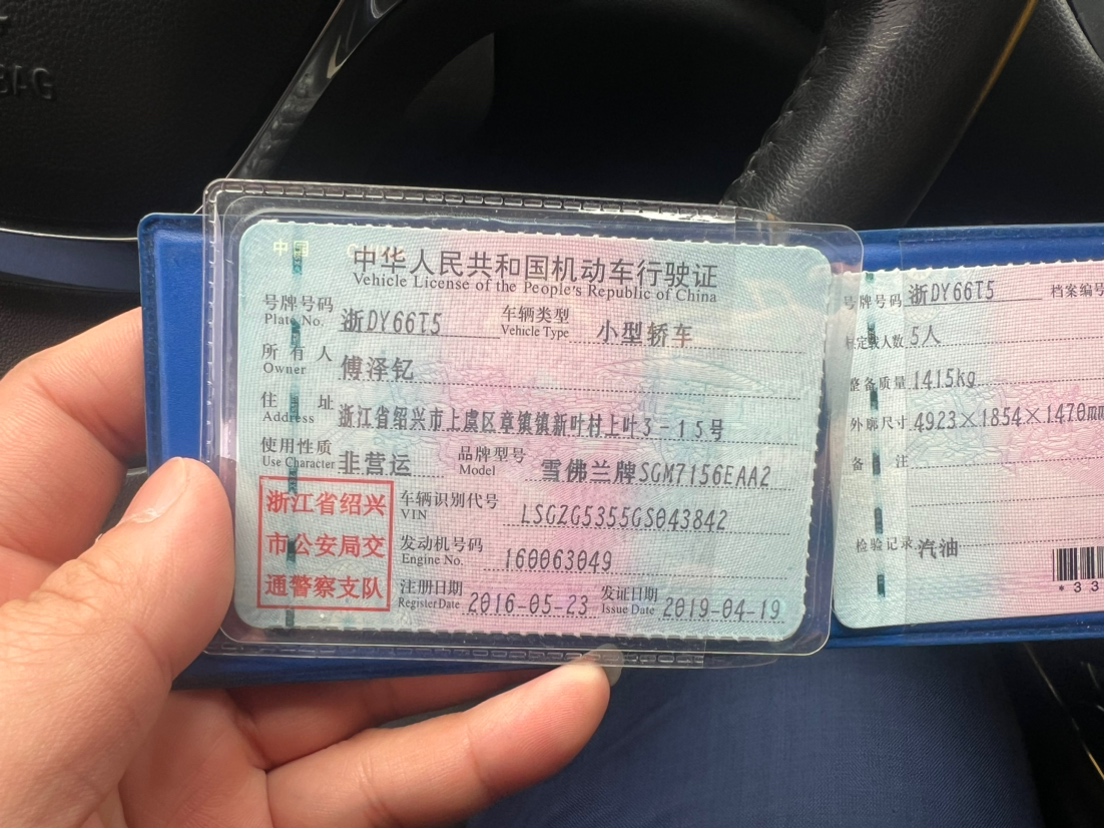 中国
中华人民共和国机动车行驶证
Vehicle License of the People's Republic of China
号牌号码 Plate No. 浙DY66T5 车辆类型 Vehicle Type 小型轿车
所有人 Owner 傅泽钇
住址 Address 浙江省绍兴市上虞区章镇镇新叶村上叶3-15号
使用性质 Use Character 非营运 品牌型号 Model 雪佛兰牌SGM7156EAA2
浙江省绍兴
市公安局交
通警察支队
车辆识别代号 VIN LSGZG5355GS043842
发动机号码 Engine No. 160063049
注册日期 Register Date 2016-05-23 发证日期 Issue Date 2019-04-19
号牌号码 浙DY66T5 档案编号
核定载人数 5人
整备质量 1415kg
外廓尺寸 4923×1854×1470mm
备注
检验记录 汽油
*33